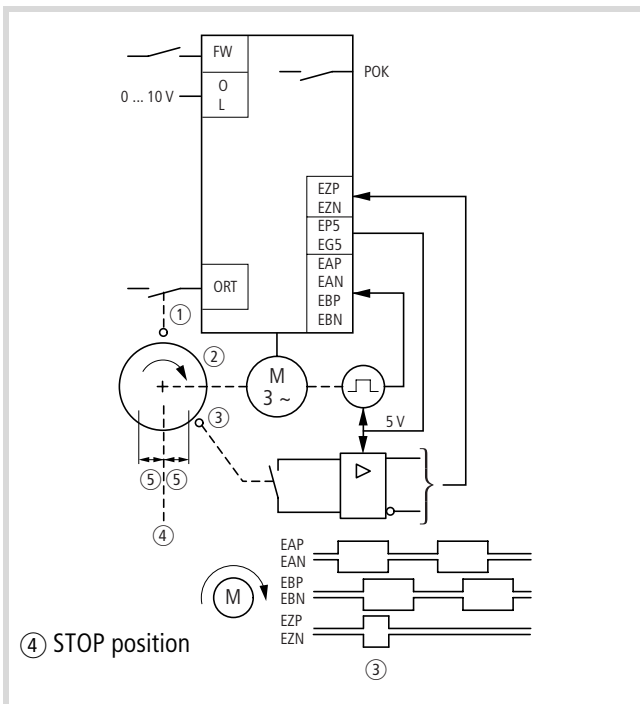 FW
POK
O
0 ... 10 V
L
EZP
EZN
EP5
EG5
EAP
EAN
EBP
EBN
ORT
①
②
M
3 ~
③
5 V
⑤ ⑤
④
EAP
EAN
EBP
EBN
M
EZP
EZN
④ STOP position
③